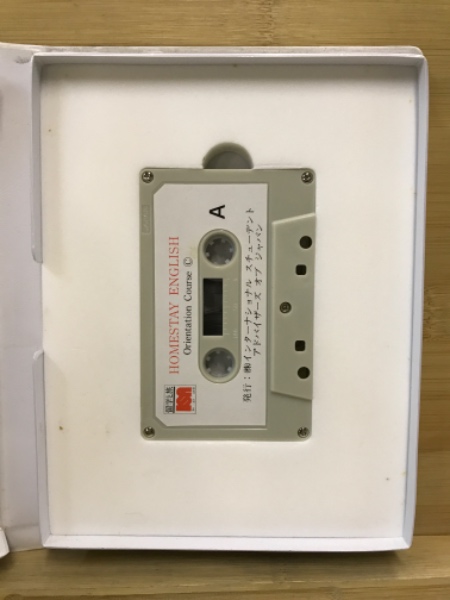 HOMESTAY ENGLISH
Orientation Course ©
A
発行:㈱インターナショナル スチューデント
アドバイザーズ オブ ジャパン